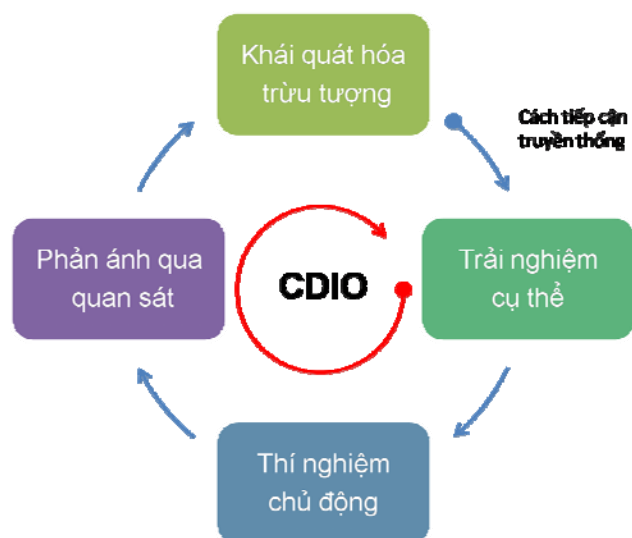 Khái quát hóa
trừu tượng
Cách tiếp cận
truyền thống
Phản ánh qua
quan sát
CDIO
Trải nghiệm
cụ thể
Thí nghiệm
chủ động